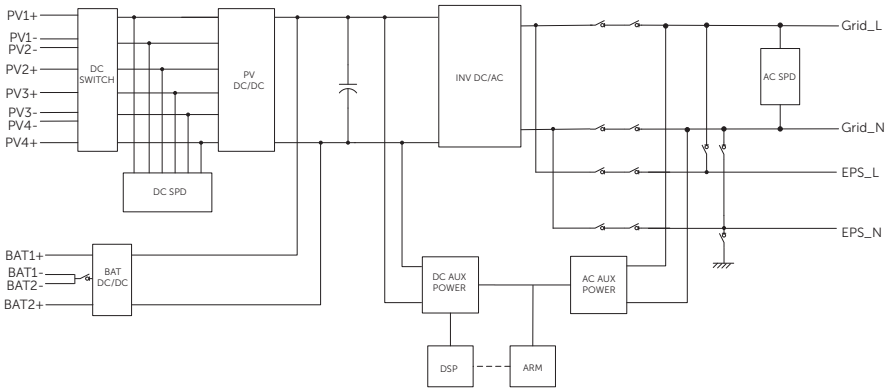 PV1+
PV1-
PV2-
PV2+
PV3+
PV3-
PV4-
PV4+
DC
SWITCH
PV
DC/DC
DC SPD
INV DC/AC
AC SPD
Grid_L
Grid_N
EPS_L
EPS_N
BAT1+
BAT1-
BAT2-
BAT2+
BAT
DC/DC
DC AUX
POWER
AC AUX
POWER
DSP
ARM